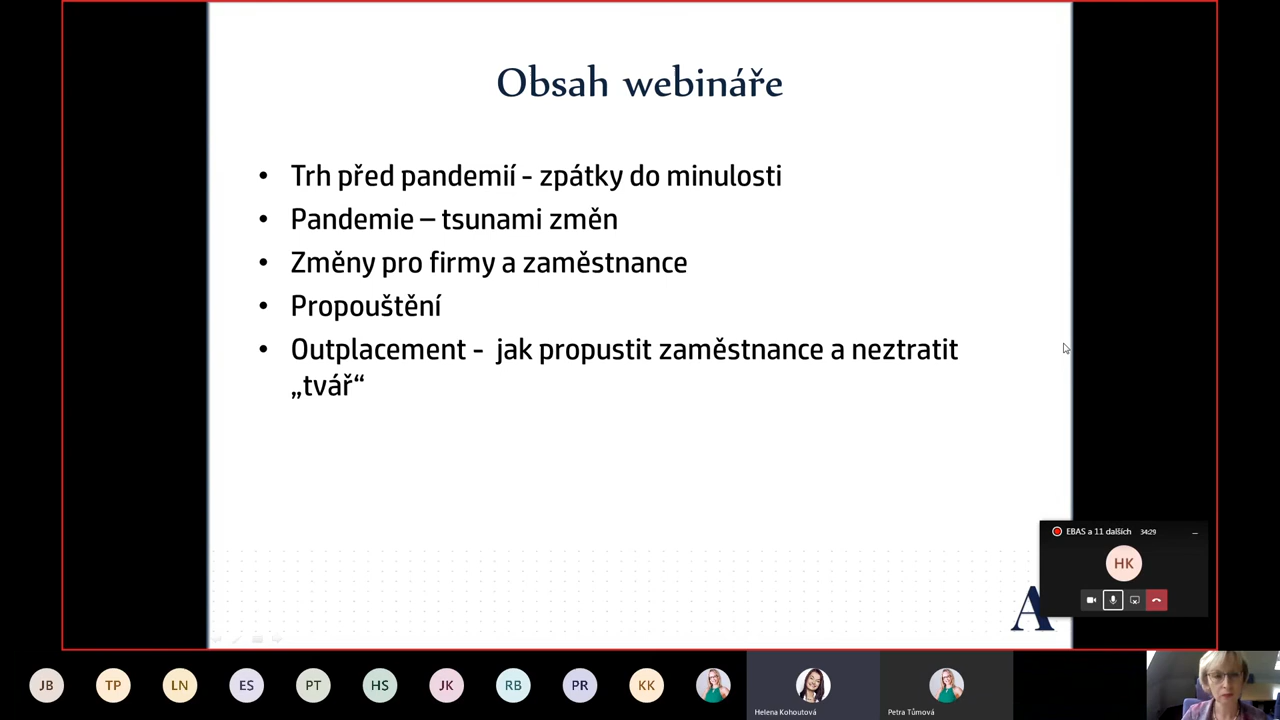 Obsah webináře
• Trh před pandemií - zpátky do minulosti
• Pandemie – tsunami změn
• Změny pro firmy a zaměstnance
• Propouštění
• Outplacement -  jak propustit zaměstnance a neztratit
„tvář“
EBAS a 11 dalších 34:29
HK
A
JB TP LN ES PT HS JK RB PR KK
Helena Kohoutová Petra Tůmová